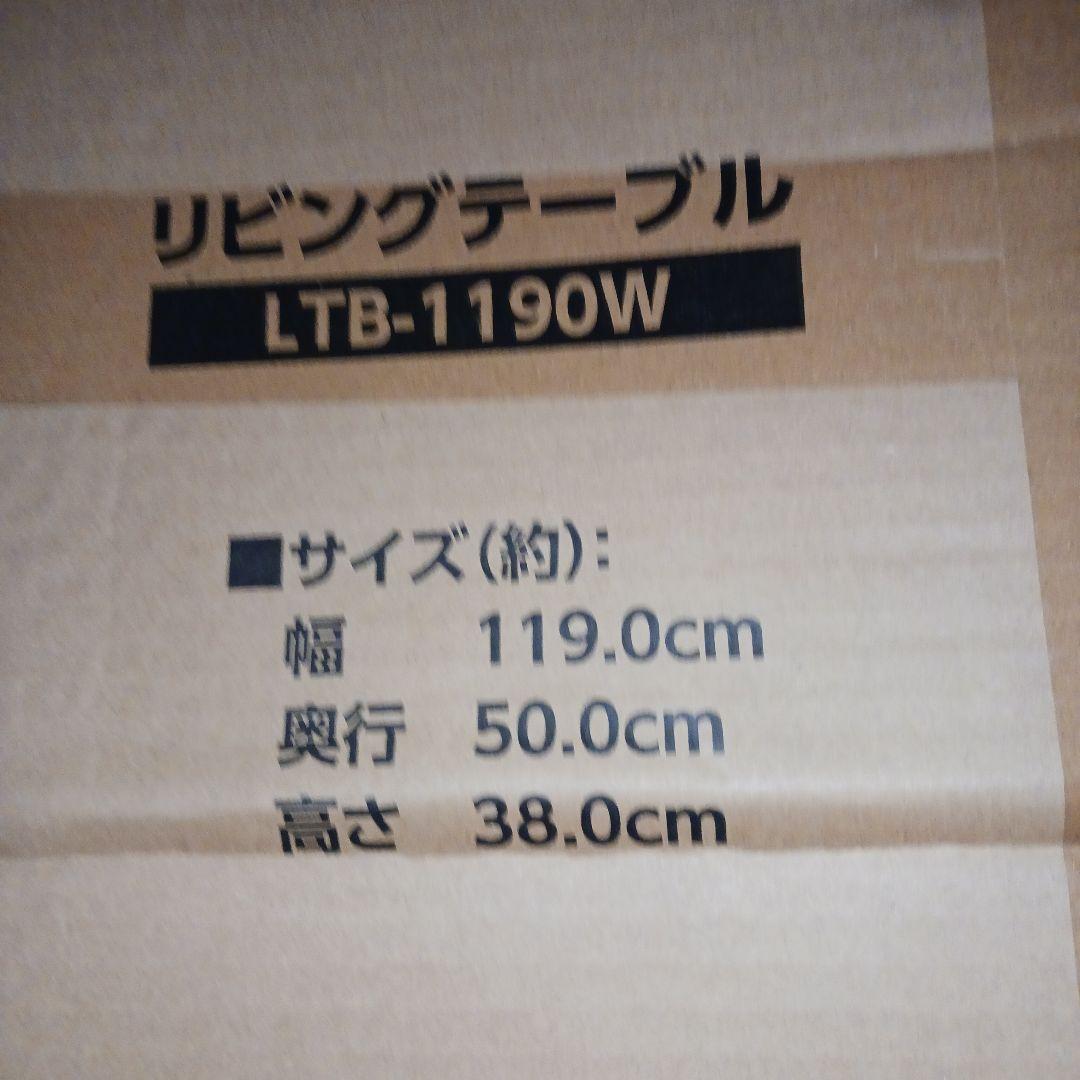 リビングテーブル
LTB-1190W
■サイズ(約):
幅 119.0cm
奥行 50.0cm
高さ 38.0cm